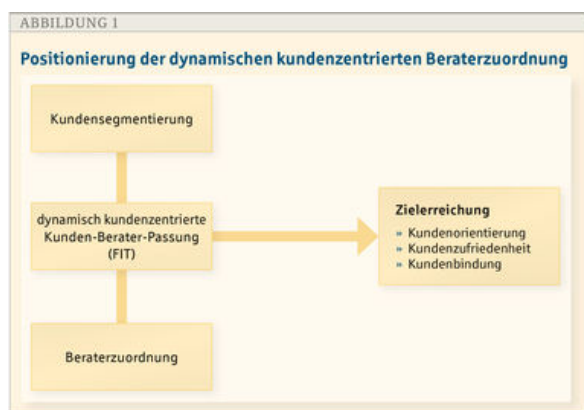 ABBILDUNG 1
Positionierung der dynamischen kundenzentrierten Beraterzuordnung
Kundensegmentierung
dynamisch kundenzentrierte
Kunden-Berater-Passung
(FIT)
Beraterzuordnung
Zielerreichung
» Kundenorientierung
» Kundenzufriedenheit
» Kundenbindung